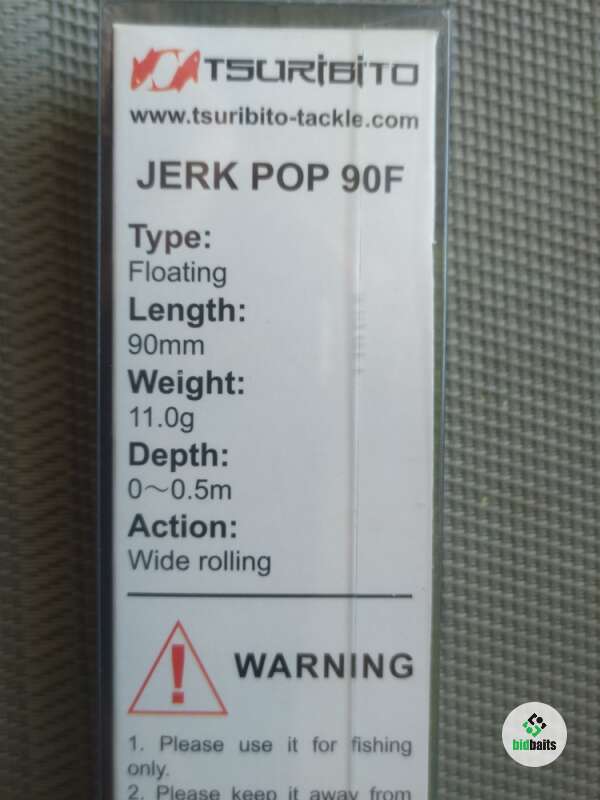 TSURIBITO
www.tsuribito-tackle.com
JERK POP 90F
Type:
Floating
Length:
90mm
Weight:
11.0g
Depth:
0～0.5m
Action:
Wide rolling
! WARNING
1. Please use it for fishing
only.
2. Please keep it away from
bidbaits